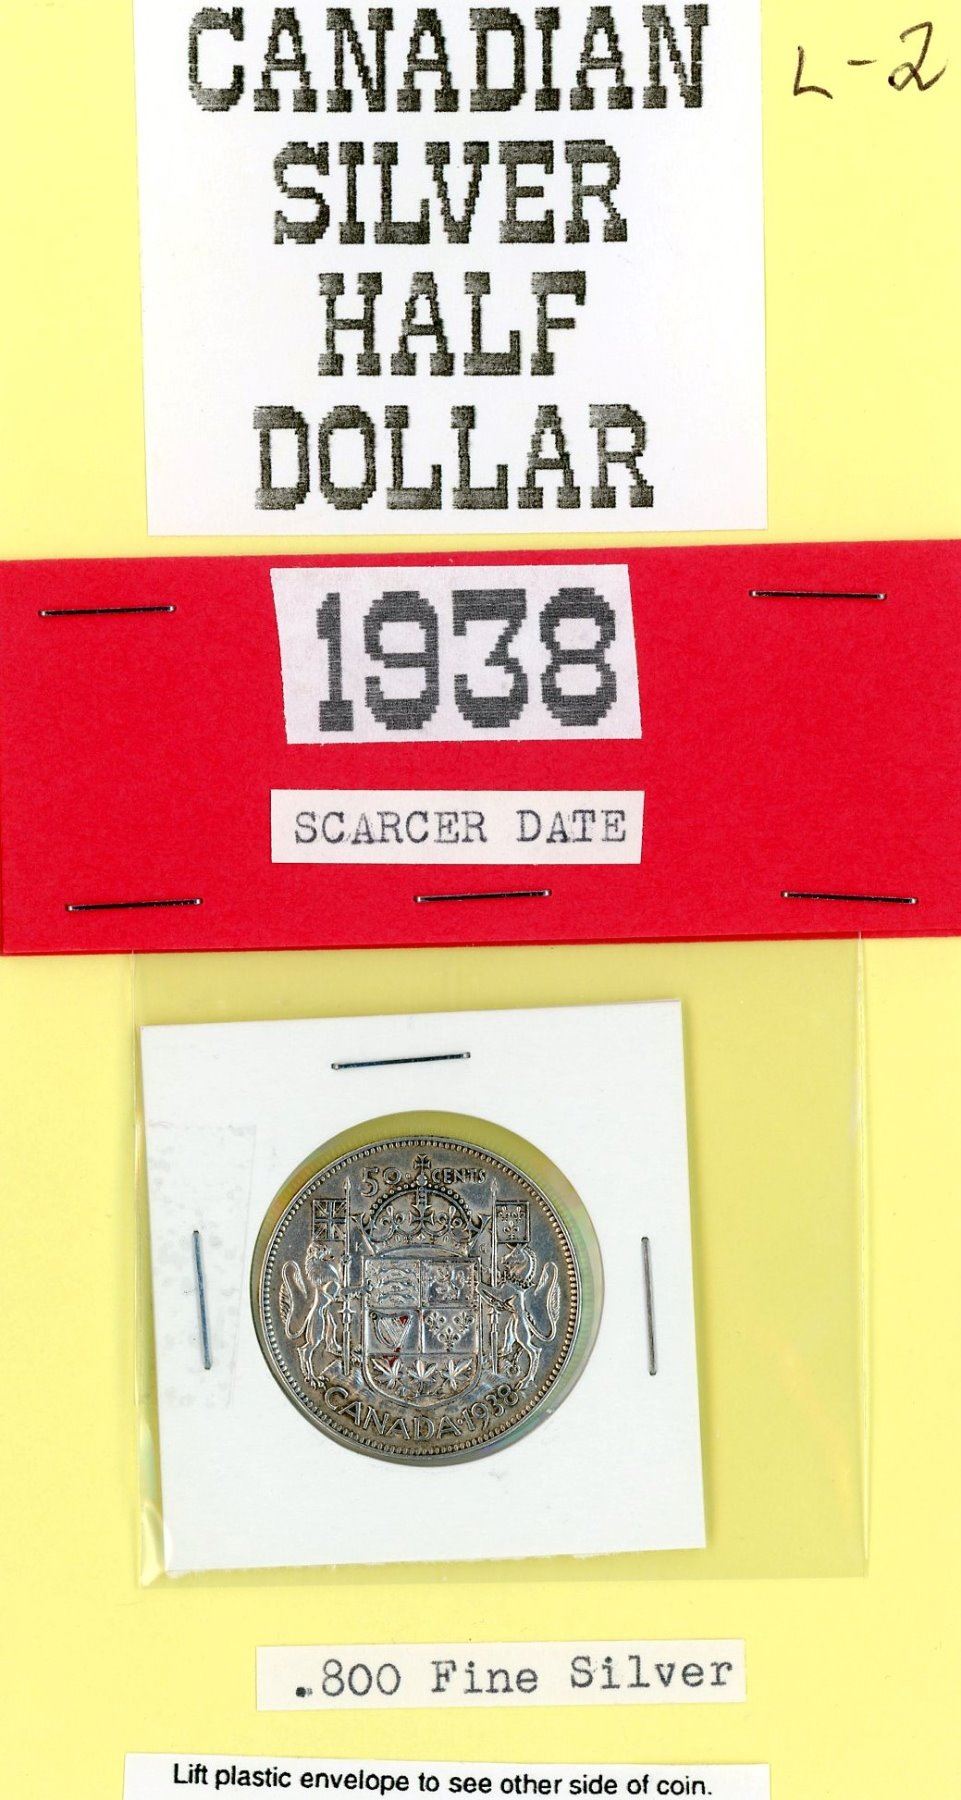 CANADIAN
L-2
SILVER
HALF
DOLLAR
1938
SCARCER DATE
50 CENTS
K G
CANADA·1938
.800 Fine Silver
Lift plastic envelope to see other side of coin.